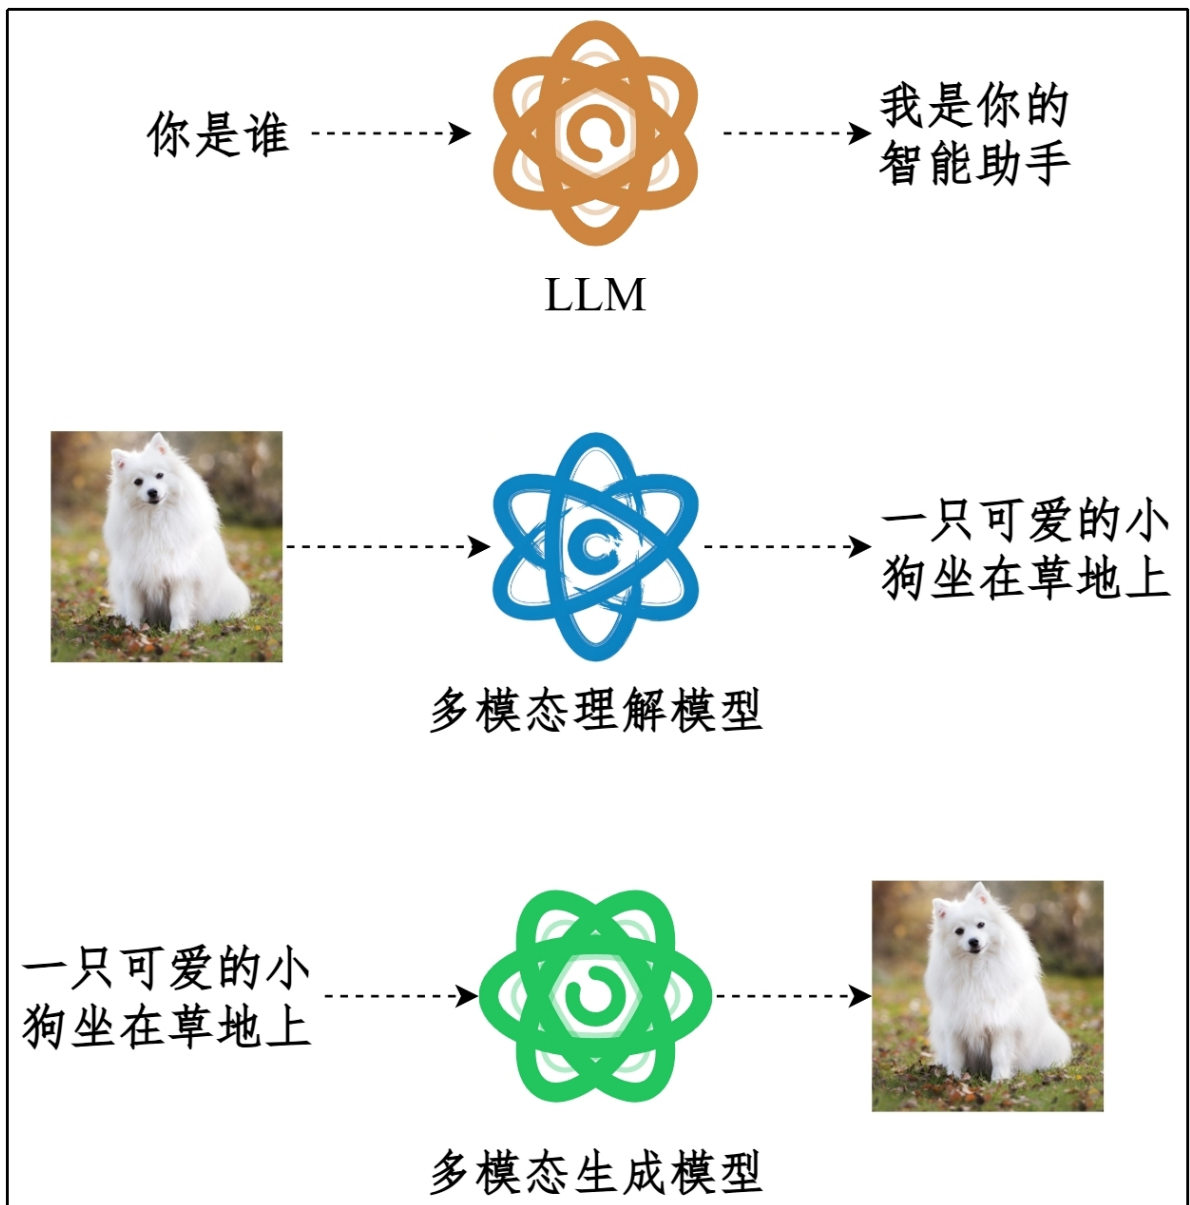 你是谁
我是你的
智能助手
LLM
一只可爱的小
狗坐在草地上
多模态理解模型
一只可爱的小
狗坐在草地上
多模态生成模型